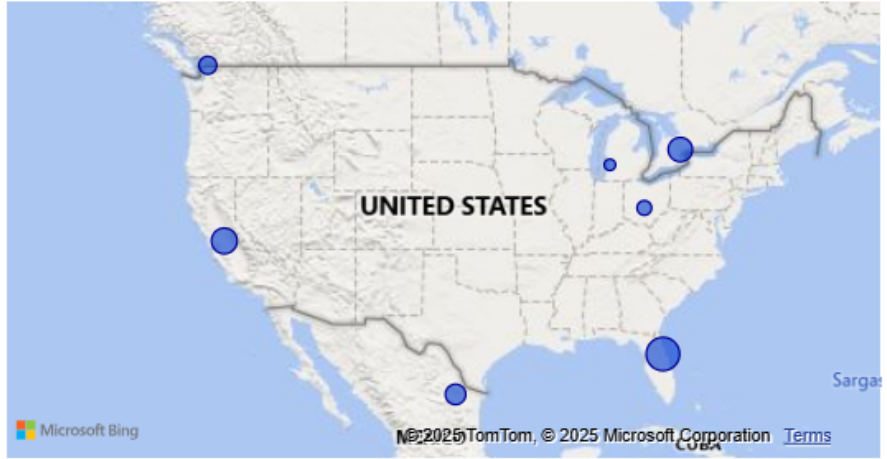 UNITED STATES
Sargas
Microsoft Bing
© 2025 TomTom, © 2025 Microsoft Corporation Terms
CUBA